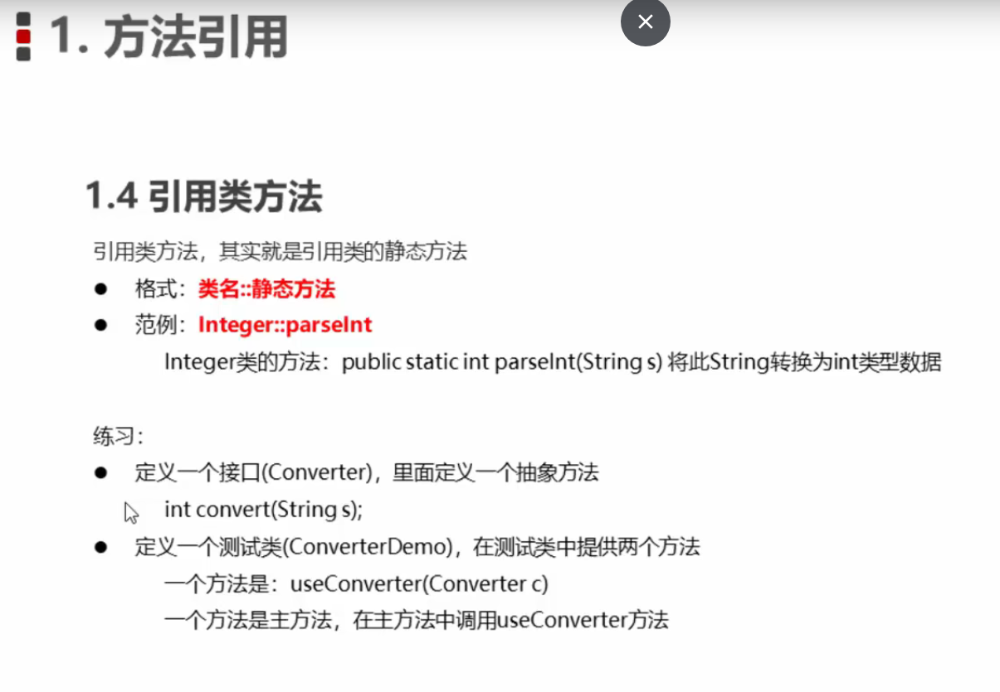 1. 方法引用
1.4 引用类方法
引用类方法，其实就是引用类的静态方法
● 格式：类名::静态方法
● 范例：Integer::parseInt
Integer类的方法：public static int parseInt(String s) 将此String转换为int类型数据
练习：
● 定义一个接口(Converter)，里面定义一个抽象方法
int convert(String s);
● 定义一个测试类(ConverterDemo)，在测试类中提供两个方法
一个方法是：useConverter(Converter c)
一个方法是主方法，在主方法中调用useConverter方法